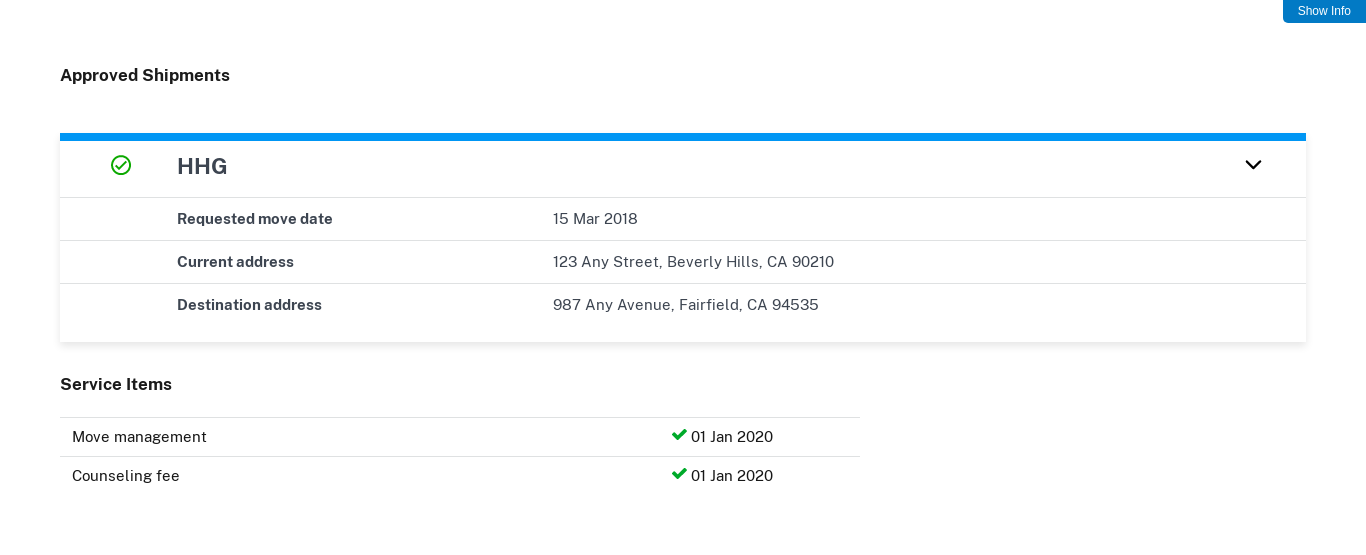 Show Info
Approved Shipments
HHG
Requested move date 15 Mar 2018
Current address 123 Any Street, Beverly Hills, CA 90210
Destination address 987 Any Avenue, Fairfield, CA 94535
Service Items
Move management 01 Jan 2020
Counseling fee 01 Jan 2020